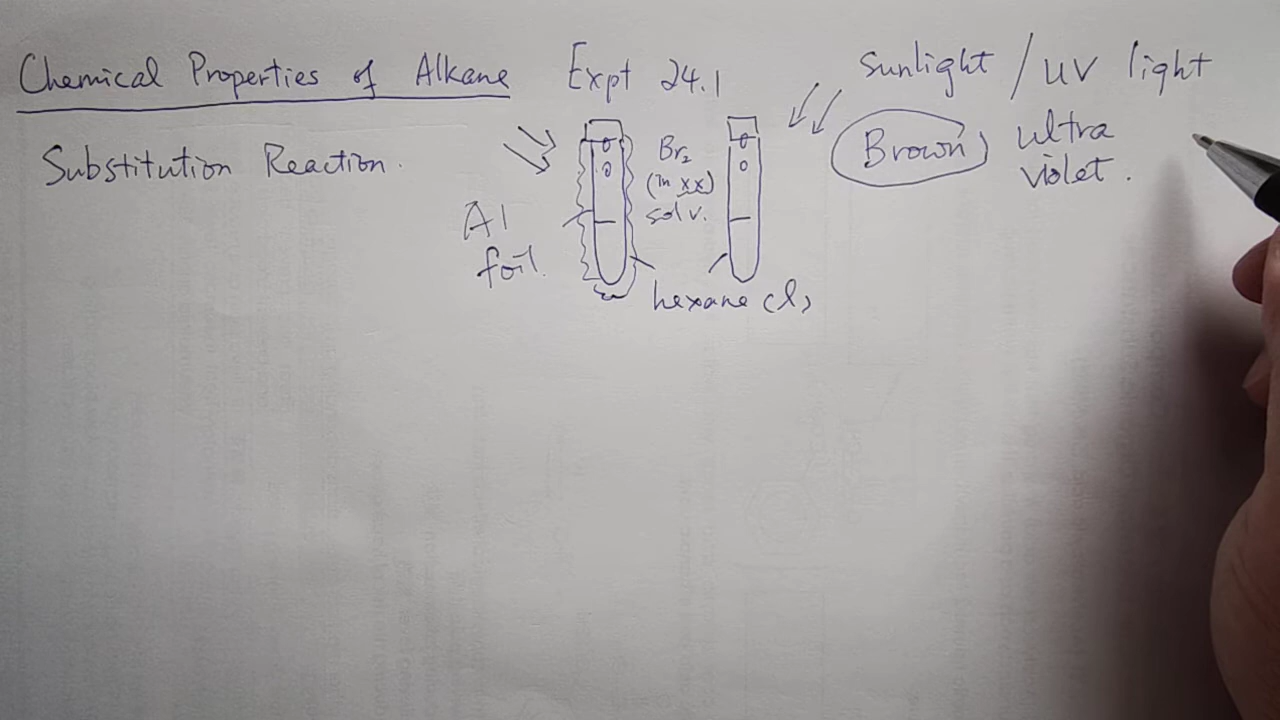 Chemical Properties of Alkane Expt 24.1
Substitution Reaction.
Sunlight / UV light
Brown ultra
violet.
Br₂
(in xx)
solv.
Al
foil.
hexane (l)